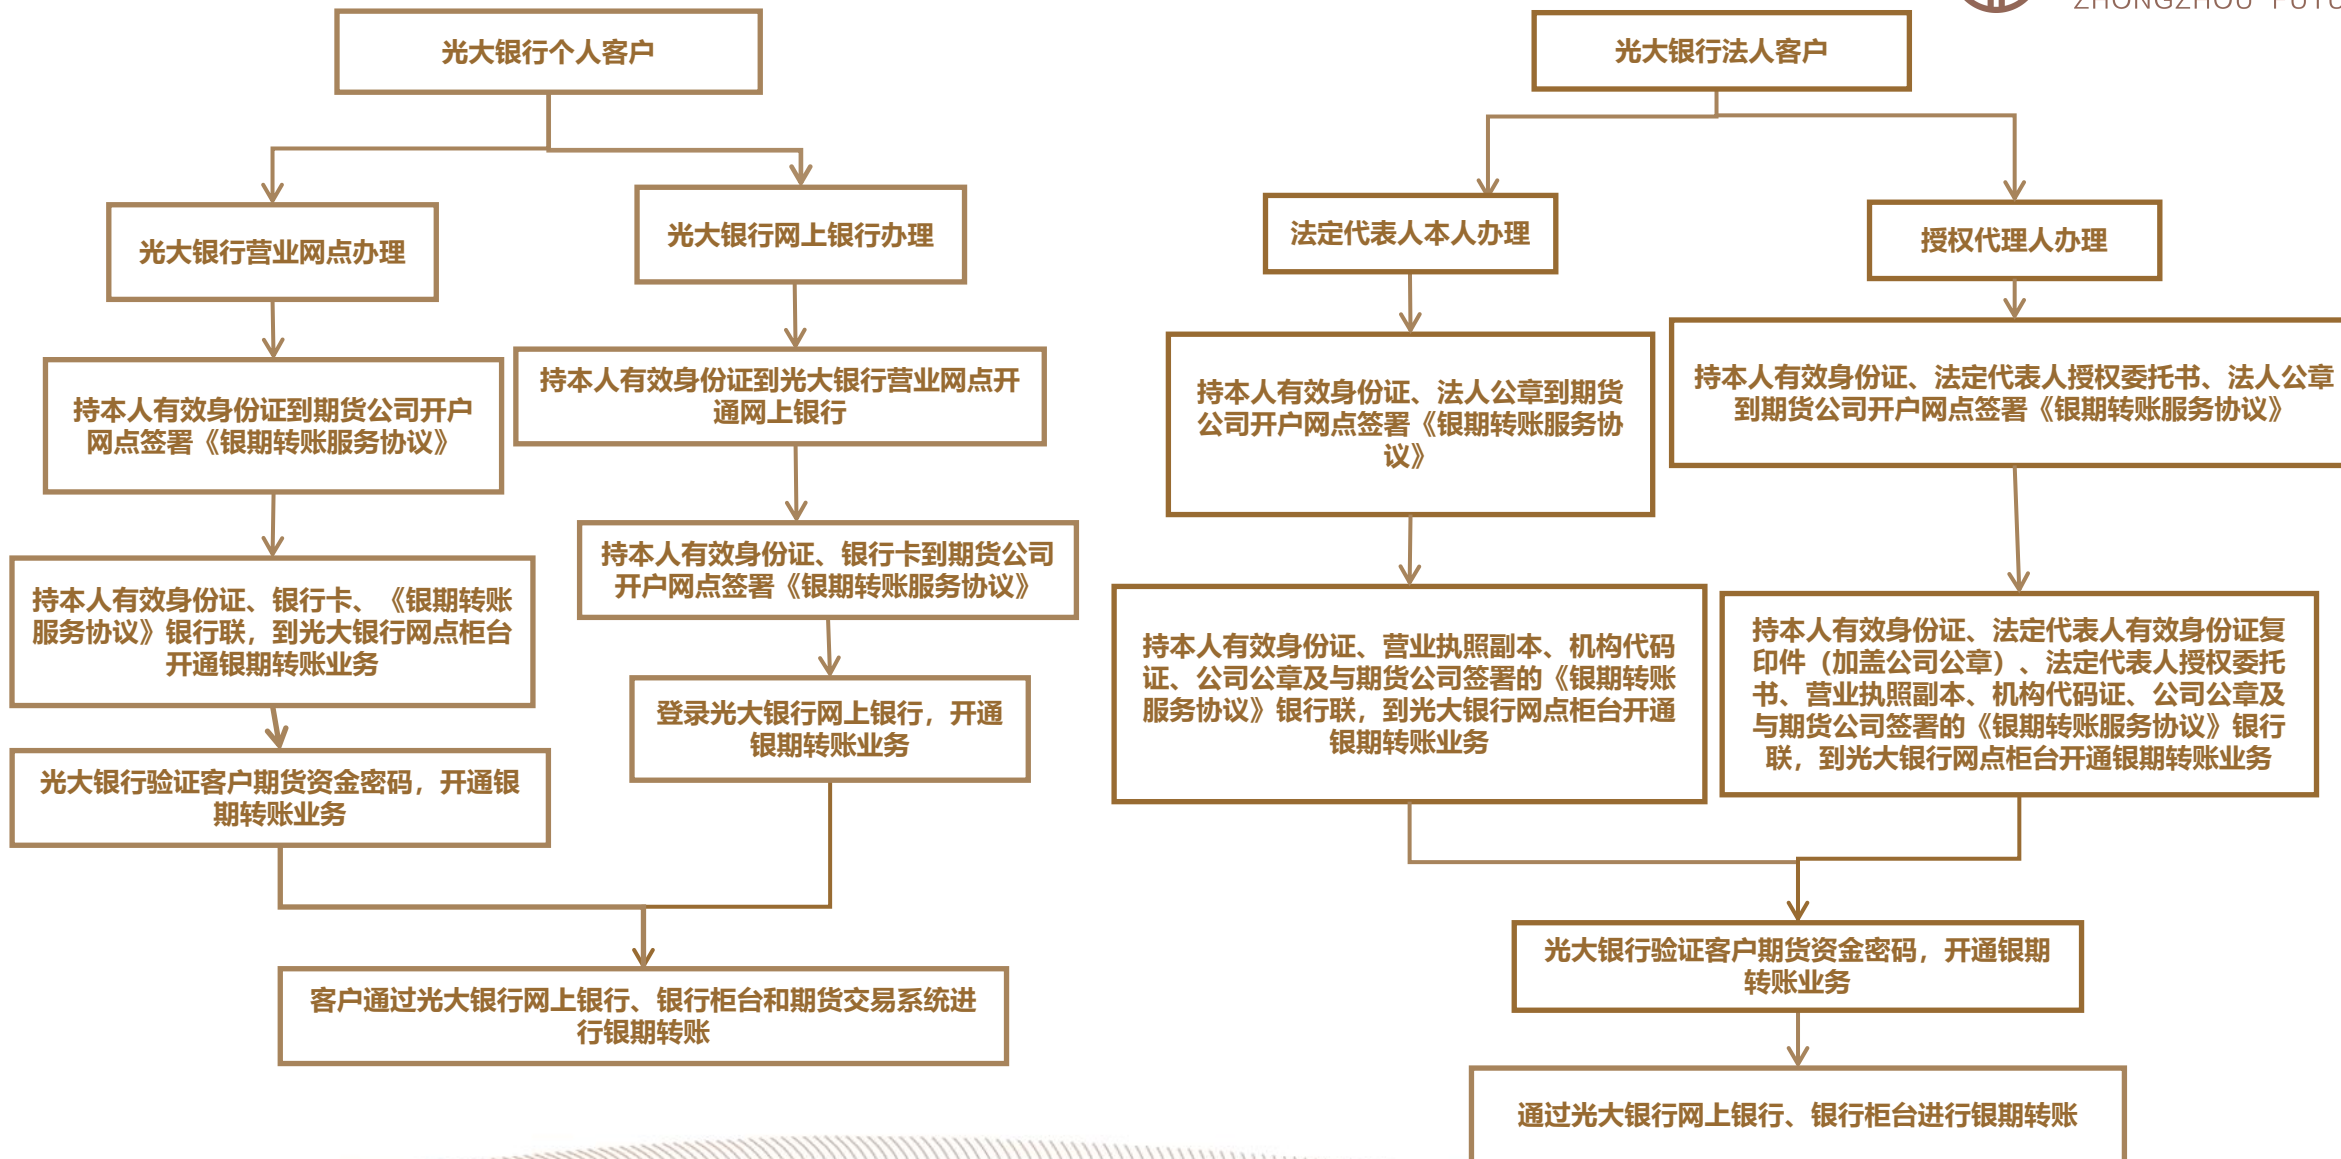 ZHONGZHOU
光大银行个人客户
光大银行营业网点办理
持本人有效身份证到期货公司开户
网点签署《银期转账服务协议》
持本人有效身份证、银行卡、《银期转账
服务协议》银行联，到光大银行网点柜台
开通银期转账业务
光大银行验证客户期货资金密码，开通银
期转账业务
光大银行网上银行办理
持本人有效身份证到光大银行营业网点开
通网上银行
持本人有效身份证、银行卡到期货公司
开户网点签署《银期转账服务协议》
登录光大银行网上银行，开通
银期转账业务
客户通过光大银行网上银行、银行柜台和期货交易系统进
行银期转账
光大银行法人客户
法定代表人本人办理
持本人有效身份证、法人公章到期货
公司开户网点签署《银期转账服务协
议》
持本人有效身份证、营业执照副本、机构代码
证、公司公章及与期货公司签署的《银期转账
服务协议》银行联，到光大银行网点柜台开通
银期转账业务
授权代理人办理
持本人有效身份证、法定代表人授权委托书、法人公章
到期货公司开户网点签署《银期转账服务协议》
持本人有效身份证、法定代表人有效身份证复
印件（加盖公司公章）、法定代表人授权委托
书、营业执照副本、机构代码证、公司公章及
与期货公司签署的《银期转账服务协议》银行
联，到光大银行网点柜台开通银期转账业务
光大银行验证客户期货资金密码，开通银期
转账业务
通过光大银行网上银行、银行柜台进行银期转账